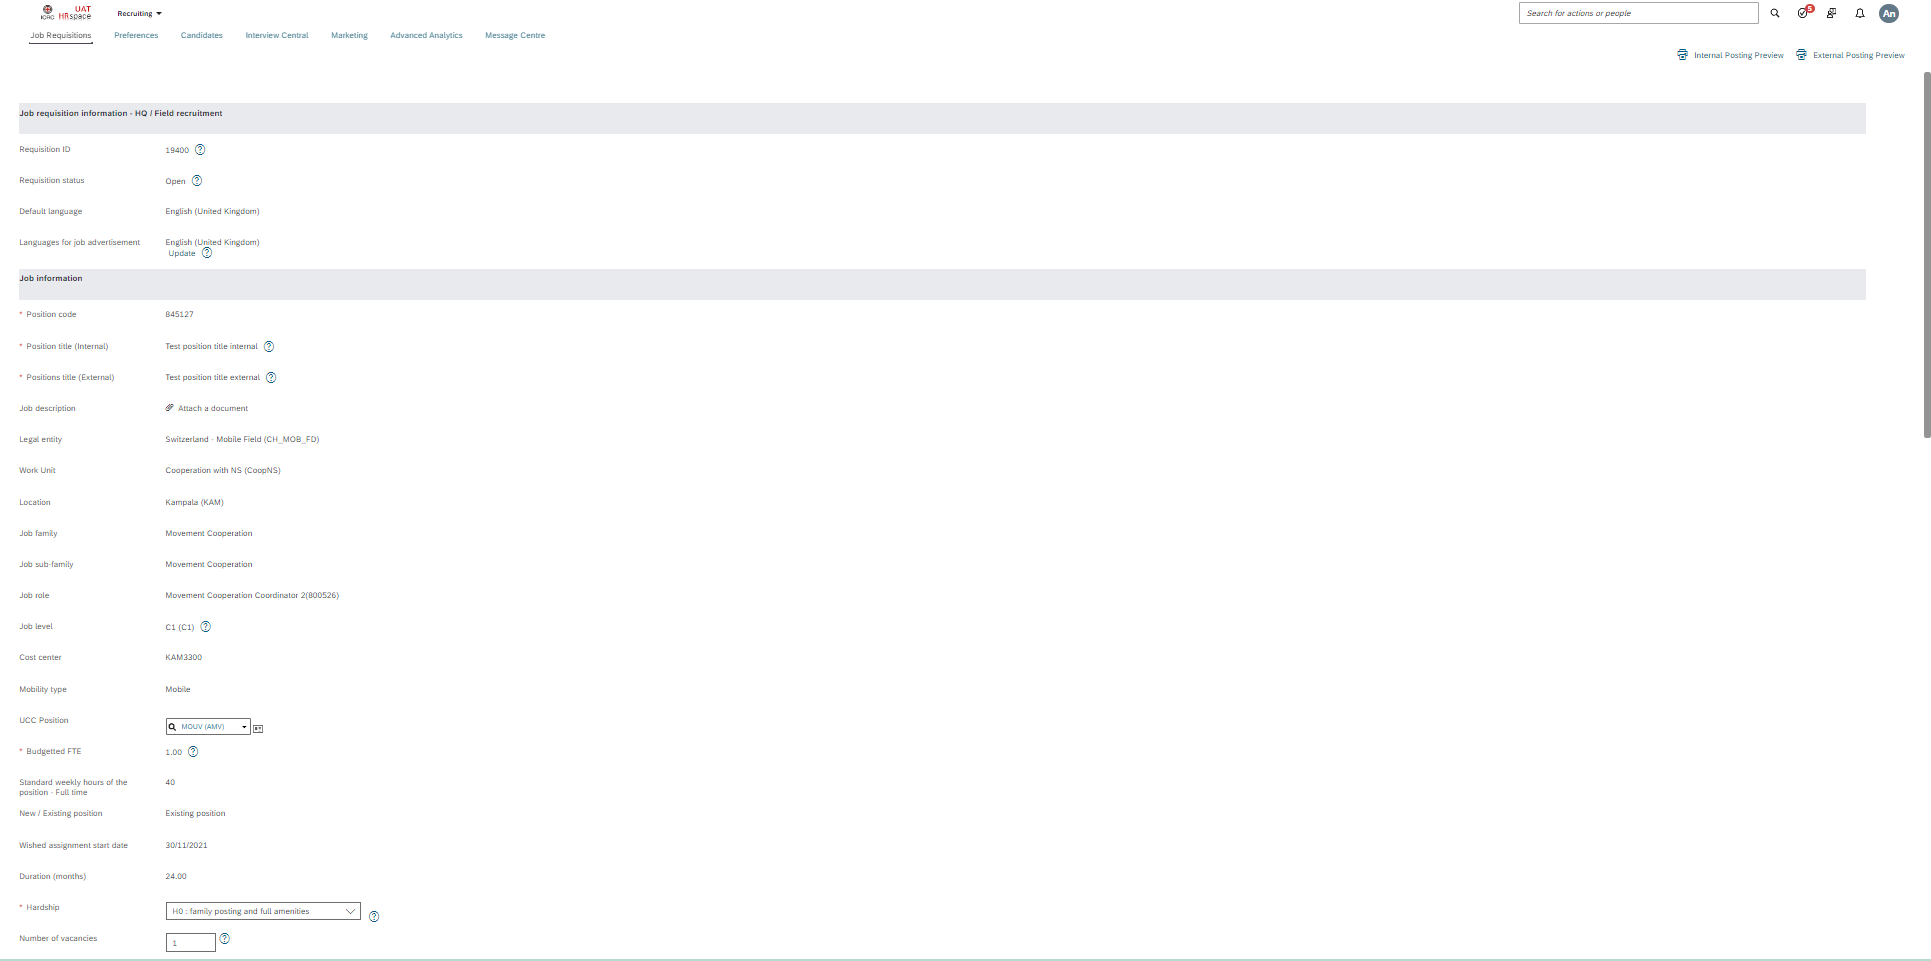 ICRC UAT HRspace Recruiting Search for actions or people 5 An
Job Requisitions Preferences Candidates Interview Central Marketing Advanced Analytics Message Centre
Internal Posting Preview External Posting Preview
Job requisition information - HQ / Field recruitment
Requisition ID 19400 ?
Requisition status Open ?
Default language English (United Kingdom)
Languages for job advertisement English (United Kingdom)
Update ?
Job information
* Position code 845127
* Position title (Internal) Test position title internal ?
* Positions title (External) Test position title external ?
Job description Attach a document
Legal entity Switzerland - Mobile Field (CH_MOB_FD)
Work Unit Cooperation with NS (CoopNS)
Location Kampala (KAM)
Job family Movement Cooperation
Job sub-family Movement Cooperation
Job role Movement Cooperation Coordinator 2(800526)
Job level C1 (C1) ?
Cost center KAM3300
Mobility type Mobile
UCC Position MOUV (AMV)
* Budgetted FTE 1.00 ?
Standard weekly hours of the 40
position - Full time
New / Existing position Existing position
Wished assignment start date 30/11/2021
Duration (months) 24.00
* Hardship H0 : family posting and full amenities ?
Number of vacancies 1 ?